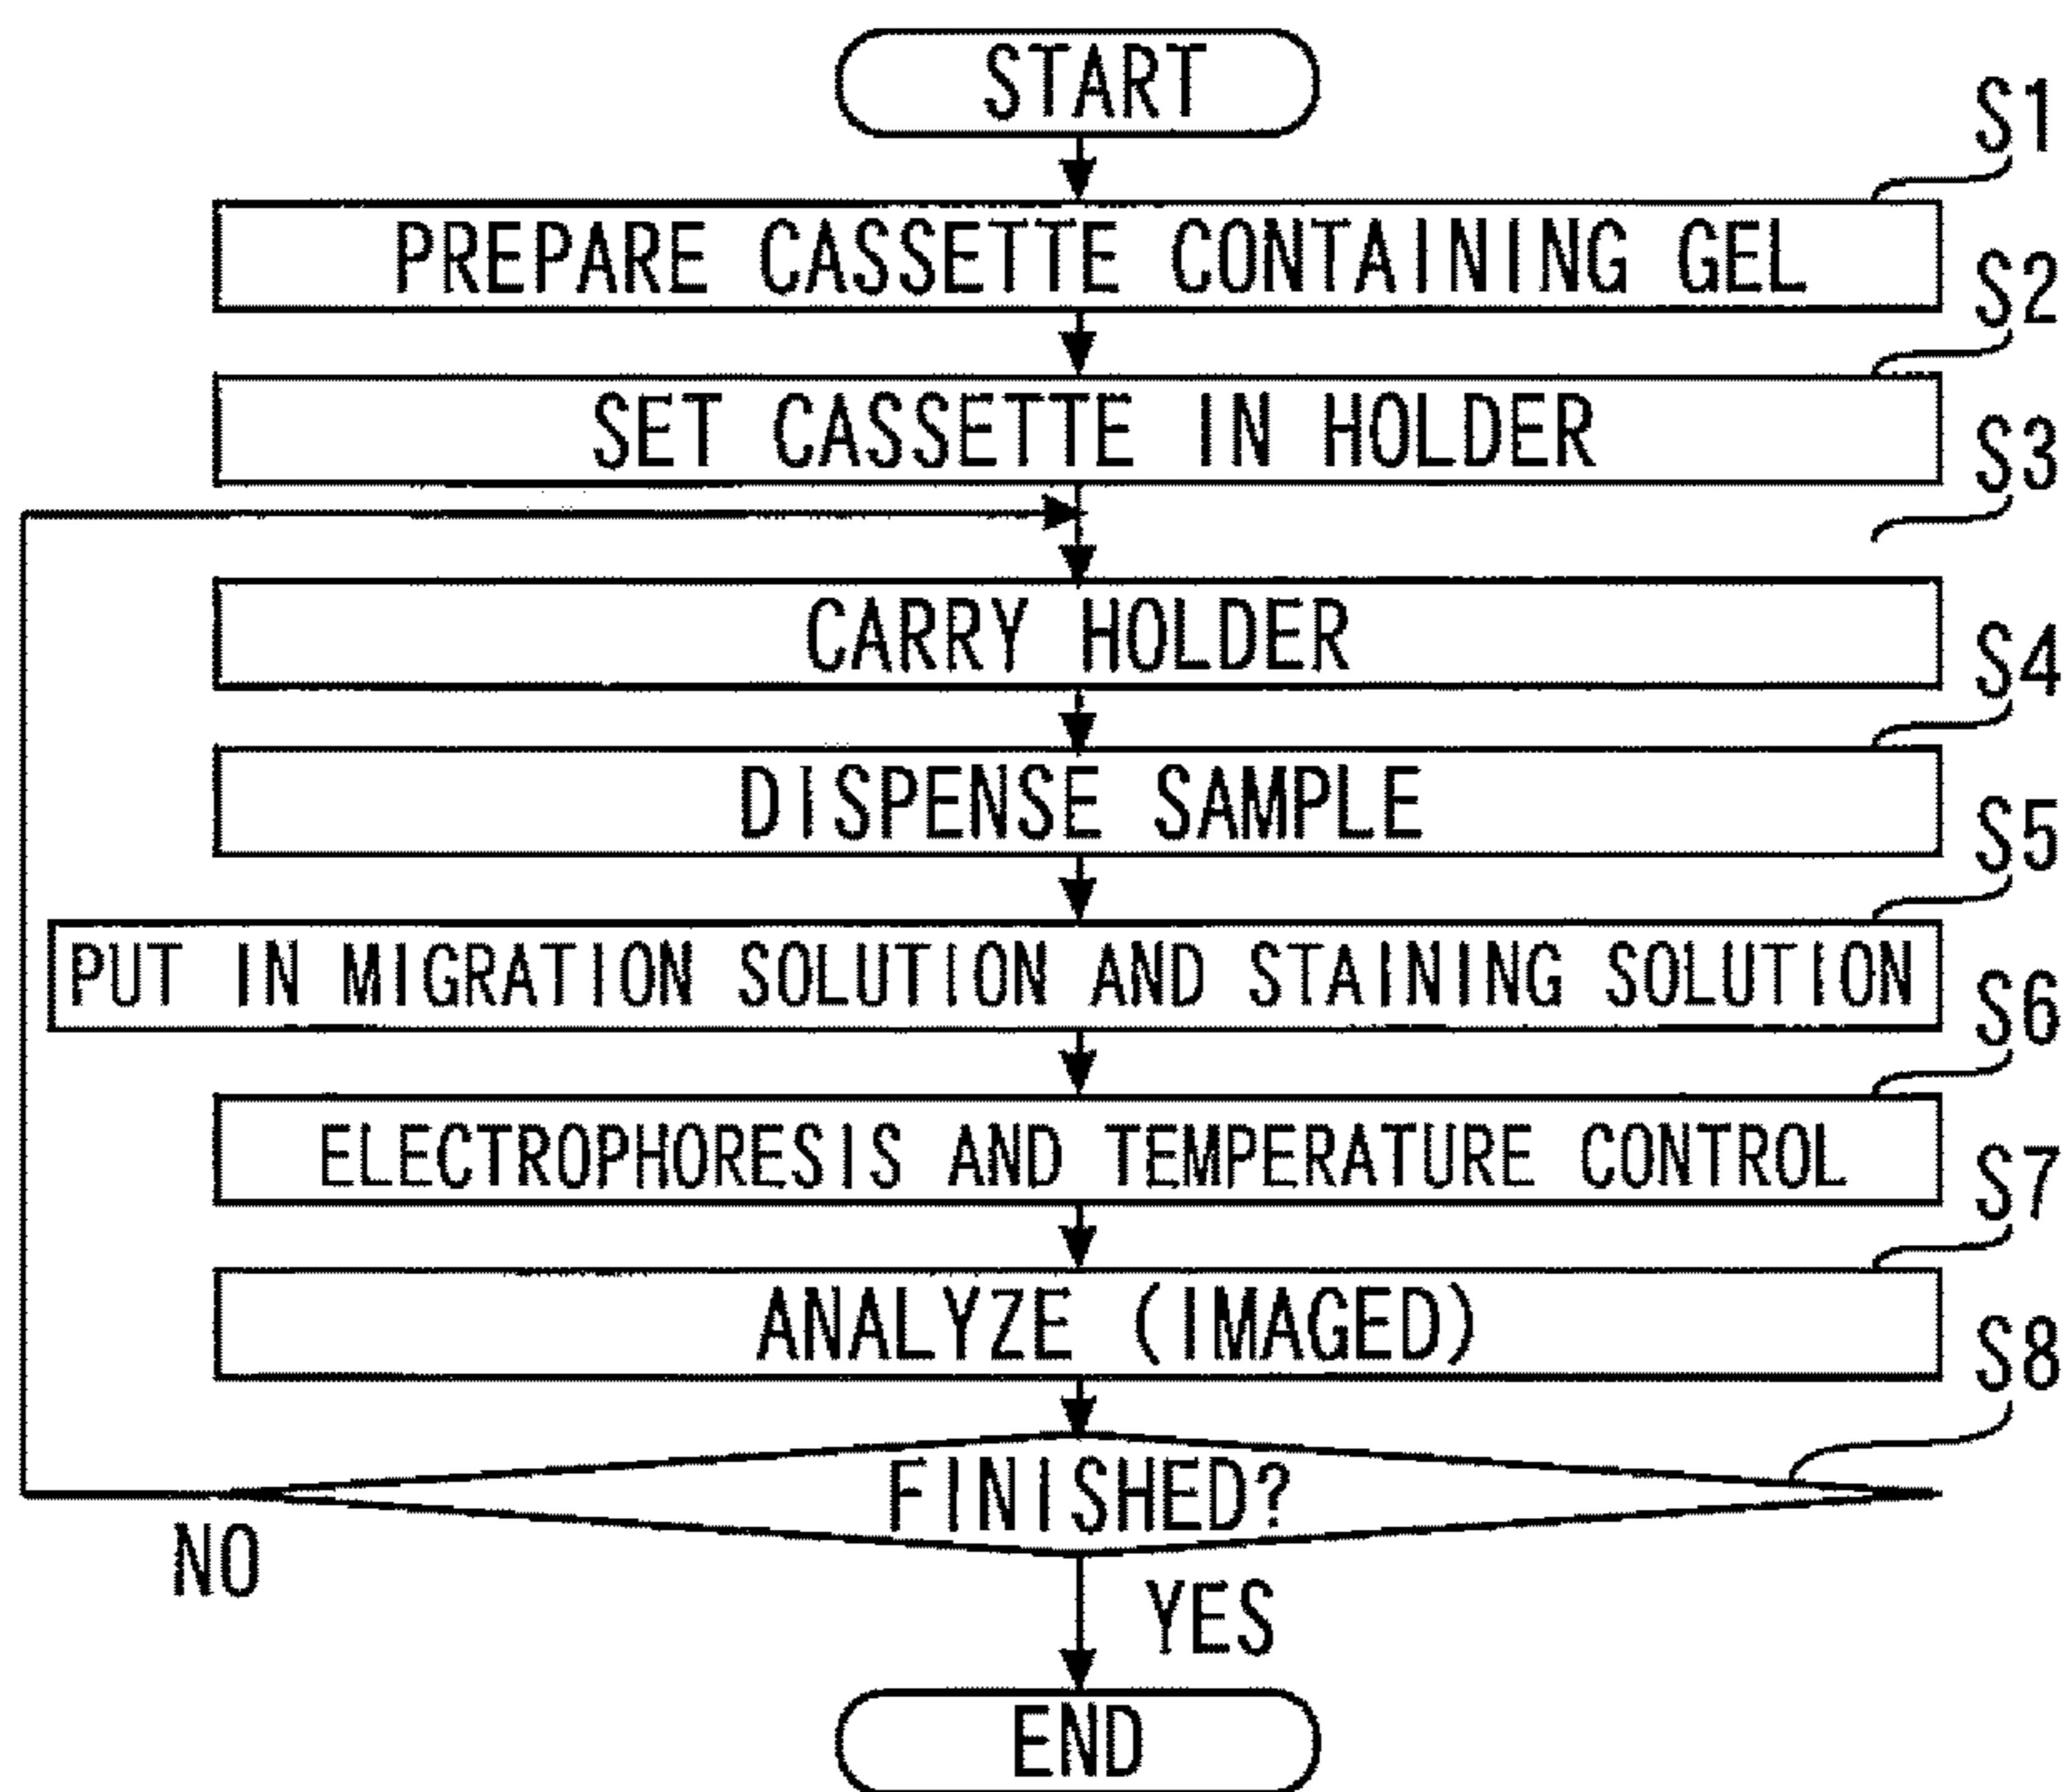 START
S1
PREPARE CASSETTE CONTAINING GEL
S2
SET CASSETTE IN HOLDER
S3
CARRY HOLDER
S4
DISPENSE SAMPLE
S5
PUT IN MIGRATION SOLUTION AND STAINING SOLUTION
S6
ELECTROPHORESIS AND TEMPERATURE CONTROL
S7
ANALYZE (IMAGED)
S8
FINISHED?
NO
YES
END